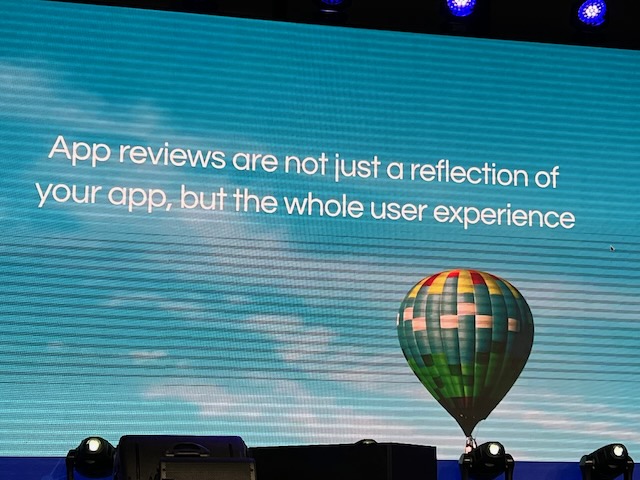 App reviews are not just a reflection of
your app, but the whole user experience